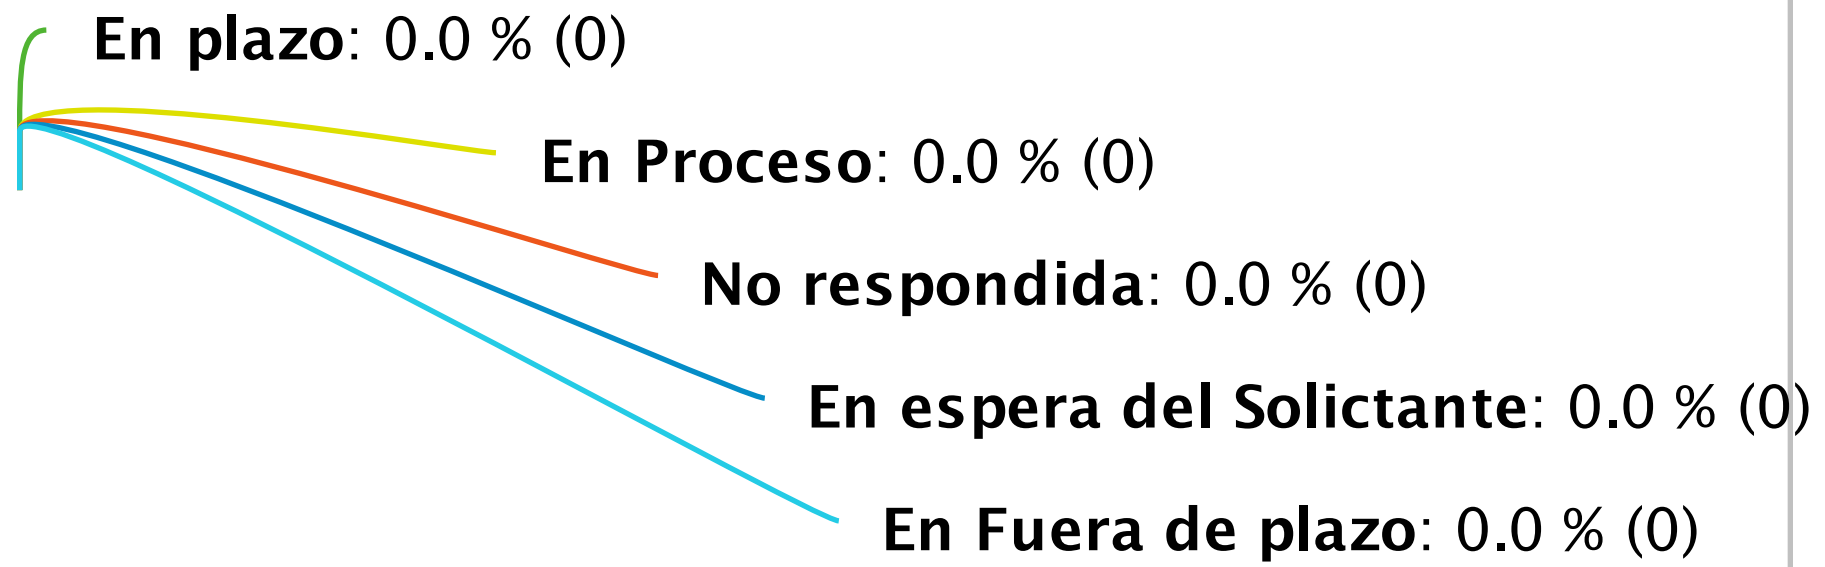 En plazo: 0.0 % (0)
En Proceso: 0.0 % (0)
No respondida: 0.0 % (0)
En espera del Solictante: 0.0 % (0)
En Fuera de plazo: 0.0 % (0)